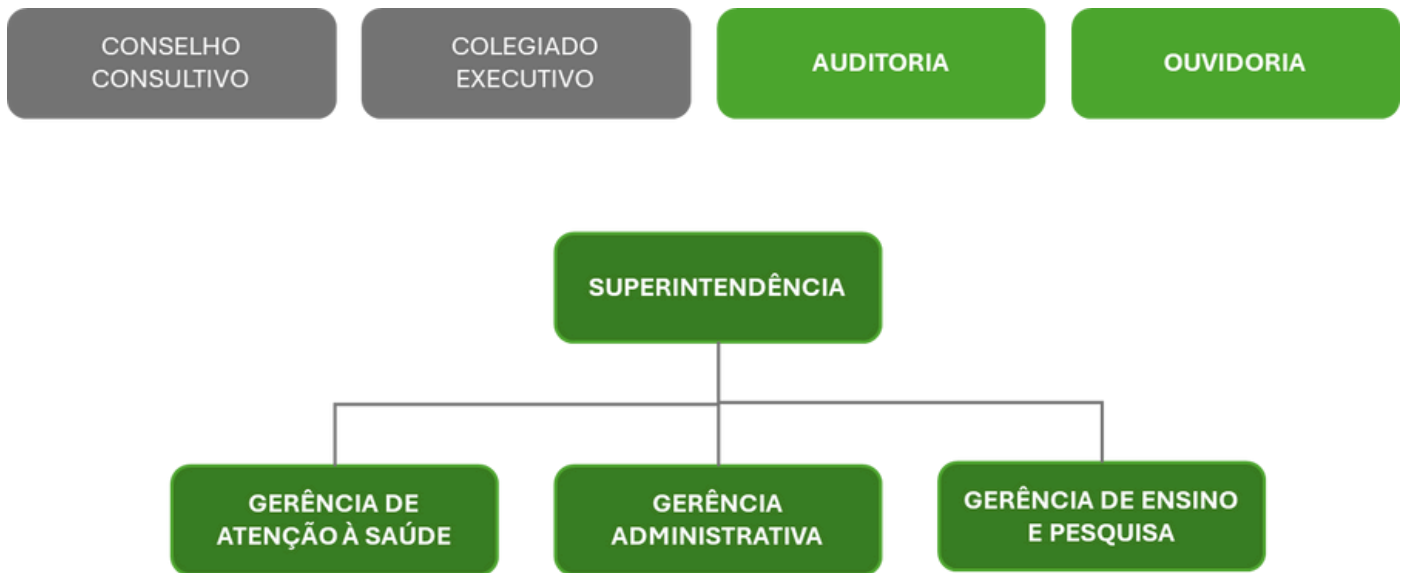 CONSELHO
CONSULTIVO
COLEGIADO
EXECUTIVO
AUDITORIA
OUVIDORIA
SUPERINTENDÊNCIA
GERÊNCIA DE
ATENÇÃO À SAÚDE
GERÊNCIA
ADMINISTRATIVA
GERÊNCIA DE ENSINO
E PESQUISA